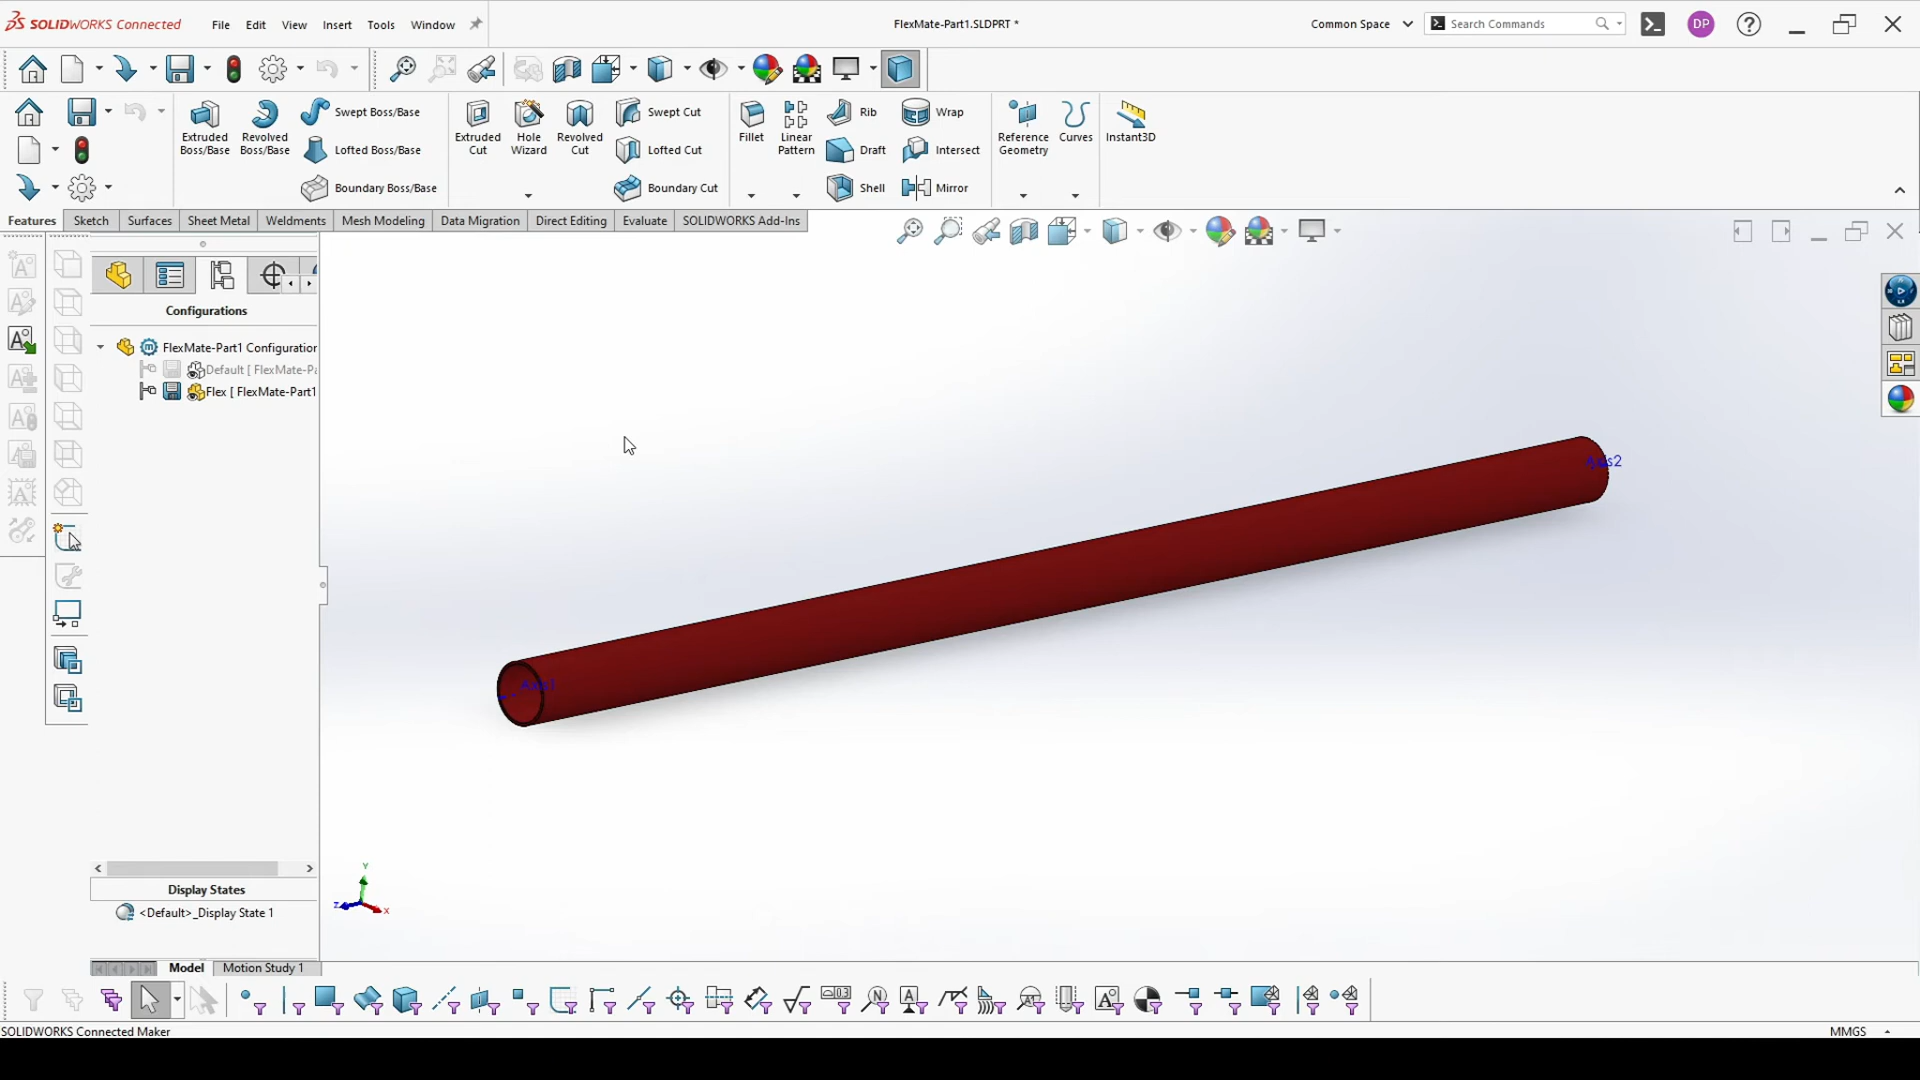 SOLIDWORKS Connected
File Edit View Insert Tools Window
FlexMate-Part1.SLDPRT *
Common Space
Search Commands
DP
Extruded Boss/Base
Revolved Boss/Base
Swept Boss/Base
Lofted Boss/Base
Boundary Boss/Base
Extruded Cut
Hole Wizard
Revolved Cut
Swept Cut
Lofted Cut
Boundary Cut
Fillet
Linear Pattern
Rib
Draft
Shell
Wrap
Intersect
Mirror
Reference Geometry
Curves
Instant3D
Features Sketch Surfaces Sheet Metal Weldments Mesh Modeling Data Migration Direct Editing Evaluate SOLIDWORKS Add-Ins
Configurations
FlexMate-Part1 Configuration
Default [ FlexMate-Pa
Flex [ FlexMate-Part1
Axis2
Axis1
Y
Z
X
Display States
<Default>_Display State 1
Model Motion Study 1
SOLIDWORKS Connected Maker
MMGS